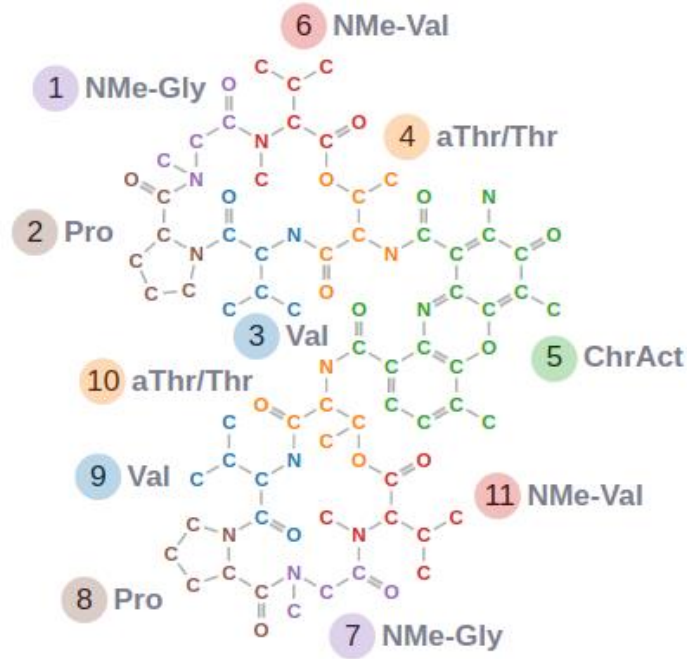 6 NMe-Val
C C
1 NMe-Gly O C
C C O
4 aThr/Thr
C N C
C
O N C O C
C O C O N
2 Pro C C N C C C O
C N C C N C C
C C C O C C
C C O N C C
3 Val
C C O
5 ChrAct
N C C
10 aThr/Thr
O C C C
C C C C C
C
C N O O
9 Val C C C
11 NMe-Val
C C C C C
N O N C
C
C N C C
C C C O
8 Pro
C
O
7 NMe-Gly